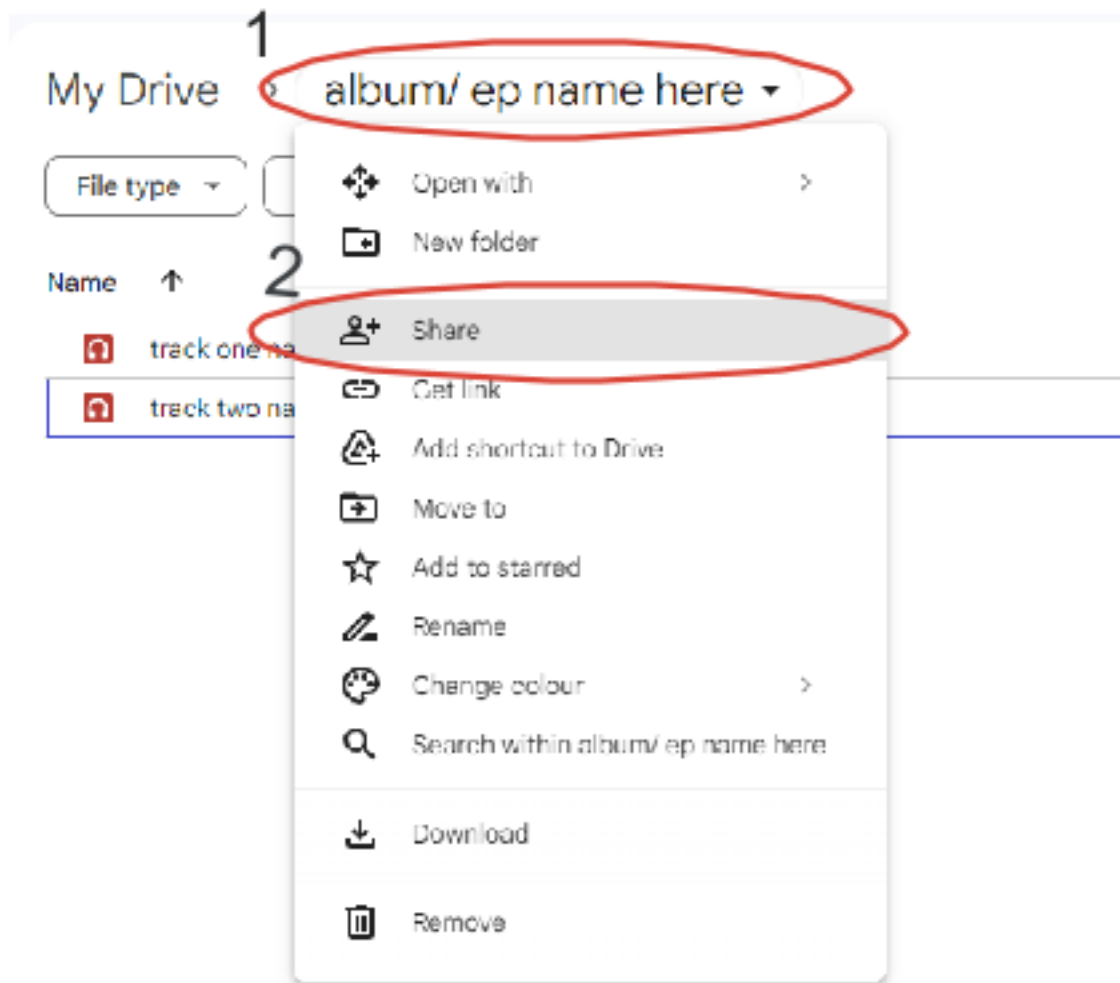 1
My Drive › album/ ep name here
File type
Open with
New folder
2
Name
Share
track one na
Get link
track two na
Add shortcut to Drive
Move to
Add to starred
Rename
Change colour
Search within album/ ep name here
Download
Remove